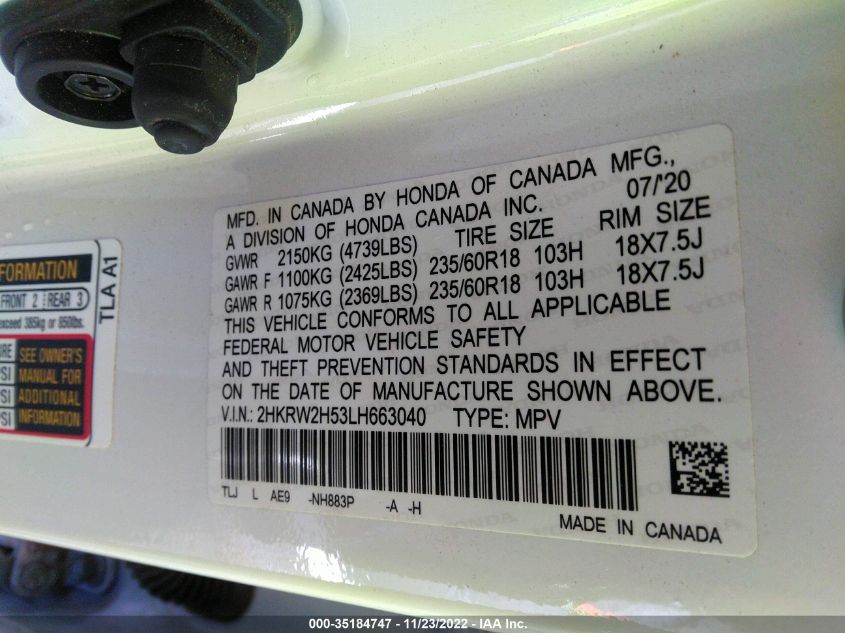 MFD. IN CANADA BY HONDA OF CANADA MFG.,
A DIVISION OF HONDA CANADA INC. 07/'20
GVWR 2150KG (4739LBS) TIRE SIZE RIM SIZE
GAWR F 1100KG (2425LBS) 235/60R18 103H 18X7.5J
GAWR R 1075KG (2369LBS) 235/60R18 103H 18X7.5J
THIS VEHICLE CONFORMS TO ALL APPLICABLE
FEDERAL MOTOR VEHICLE SAFETY
AND THEFT PREVENTION STANDARDS IN EFFECT
ON THE DATE OF MANUFACTURE SHOWN ABOVE.
V.I.N.: 2HKRW2H53LH663040 TYPE: MPV
TLJ L AE9 -NH883P -A -H
MADE IN CANADA
TLA A1
FRONT 2 REAR 3
385kg or 850lbs.
SEE OWNER'S
MANUAL FOR
ADDITIONAL
INFORMATION
000-35184747 - 11/23/2022 - IAA Inc.